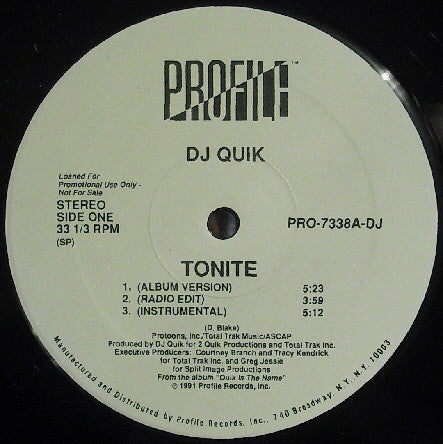 PROFILE™
DJ QUIK
Loaned For
Promotional Use Only -
Not For Sale
STEREO
SIDE ONE
33 1/3 RPM
(SP)
PRO-7338A-DJ
TONITE
1. (ALBUM VERSION) 5:23
2. (RADIO EDIT) 3:59
3. (INSTRUMENTAL) 5:12
(D. Blake)
Protoons, Inc./Total Trak Music/ASCAP
Produced by DJ Quik for 2 Quik Productions and Total Trak Inc.
Executive Producers: Courtney Branch and Tracy Kendrick
for Total Trak Inc. and Greg Jessie
for Split Image Productions
From the album "Quik Is The Name"
℗ 1991 Profile Records, Inc.
Manufactured and Distributed by Profile Records, Inc., 740 Broadway, N.Y. N.Y. 10003